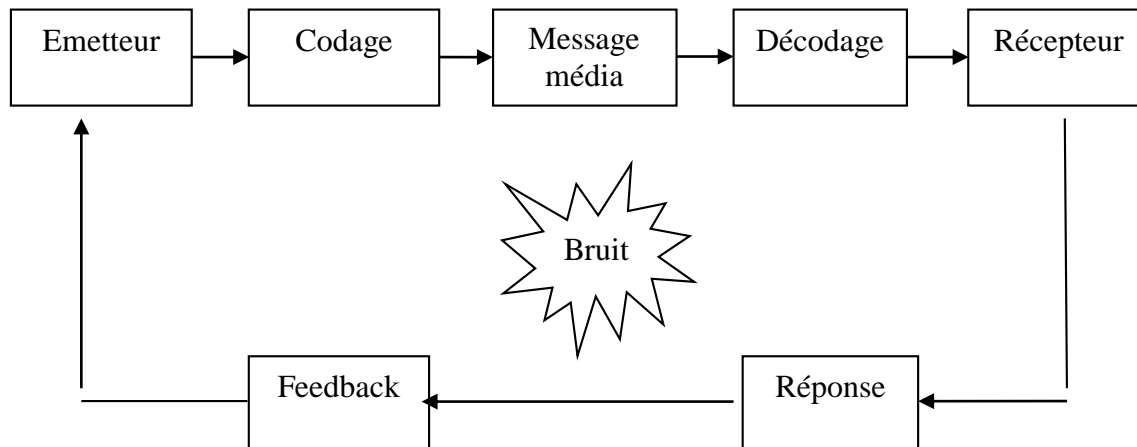 Emetteur
Codage
Message
média
Décodage
Récepteur
Bruit
Feedback
Réponse